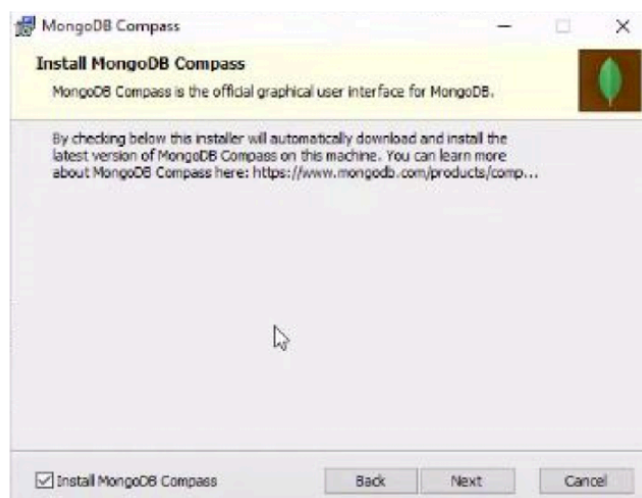 MongoDB Compass
Install MongoDB Compass
MongoDB Compass is the official graphical user interface for MongoDB.
By checking below this installer will automatically download and install the
latest version of MongoDB Compass on this machine. You can learn more
about MongoDB Compass here: https://www.mongodb.com/products/comp...
Install MongoDB Compass
Back
Next
Cancel